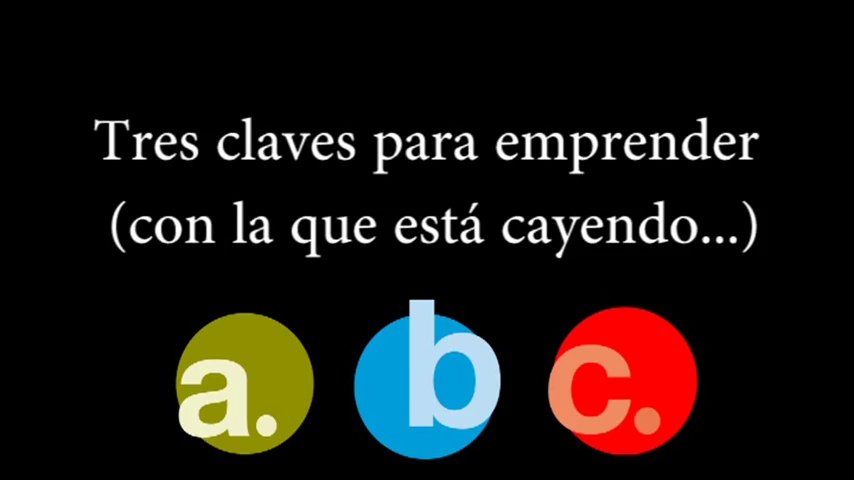 Tres claves para emprender
(con la que está cayendo...)
a. b c.